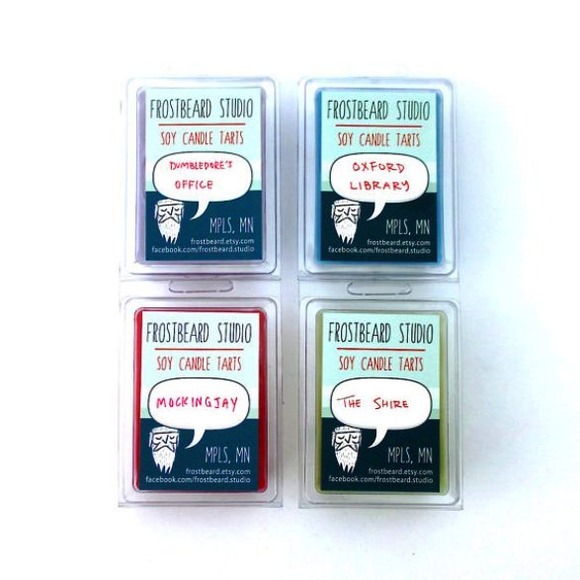 FROSTBEARD STUDIO
SOY CANDLE TARTS
DUMBLEDORE'S
OFFICE
MPLS, MN
frostbeard.etsy.com
facebook.com/frostbeard.studio
FROSTBEARD STUDIO
SOY CANDLE TARTS
OXFORD
LIBRARY
MPLS, MN
frostbeard.etsy.com
facebook.com/frostbeard.studio
FROSTBEARD STUDIO
SOY CANDLE TARTS
MOCKINGJAY
MPLS, MN
frostbeard.etsy.com
facebook.com/frostbeard.studio
FROSTBEARD STUDIO
SOY CANDLE TARTS
THE SHIRE
MPLS, MN
frostbeard.etsy.com
facebook.com/frostbeard.studio